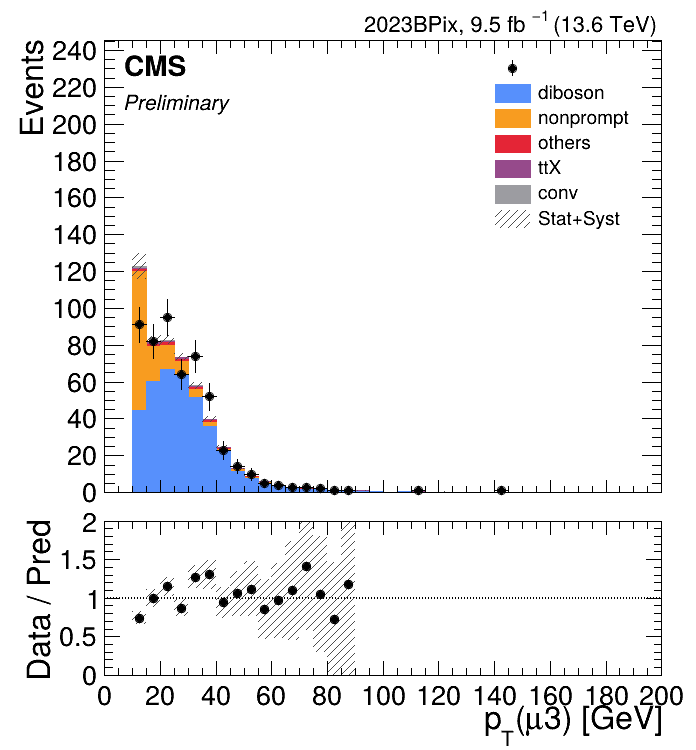 2023BPix, 9.5 fb⁻¹ (13.6 TeV)
Events
240
220
200
180
160
140
120
100
80
60
40
20
0
CMS
Preliminary
diboson
nonprompt
others
ttX
conv
Stat+Syst
Data / Pred
2
1.5
1
0.5
0
0 20 40 60 80 100 120 140 160 180 200
p_T(μ3) [GeV]